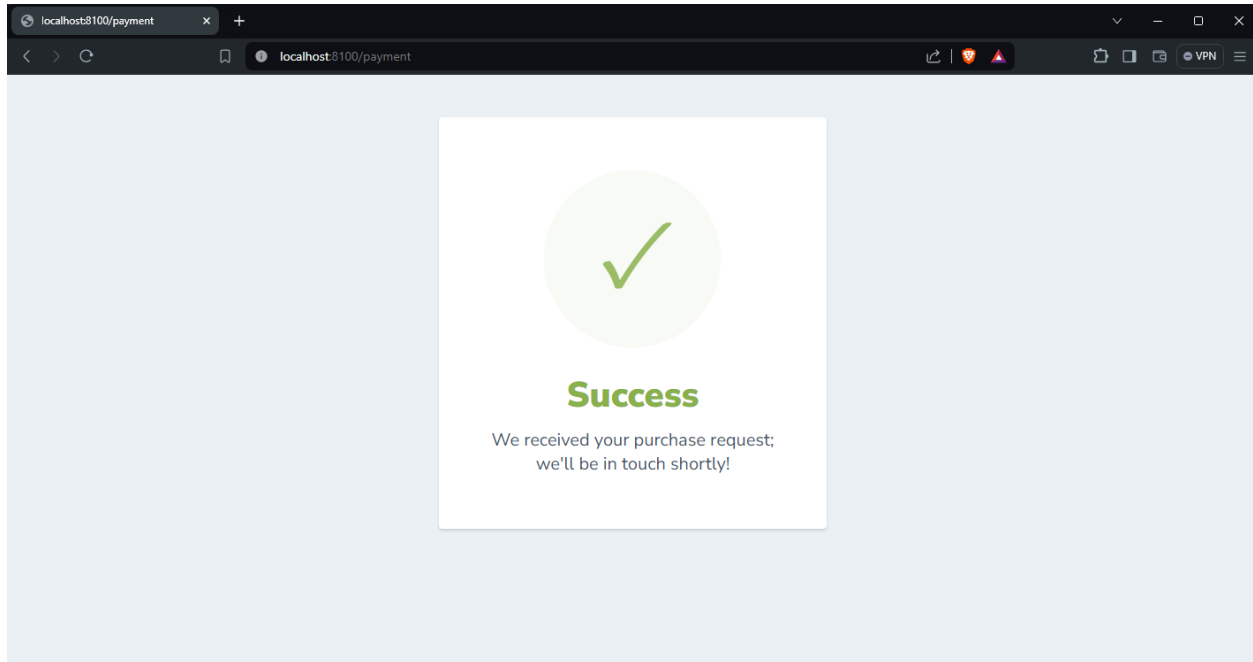 localhost:8100/payment
localhost:8100/payment
VPN
Success
We received your purchase request;
we'll be in touch shortly!